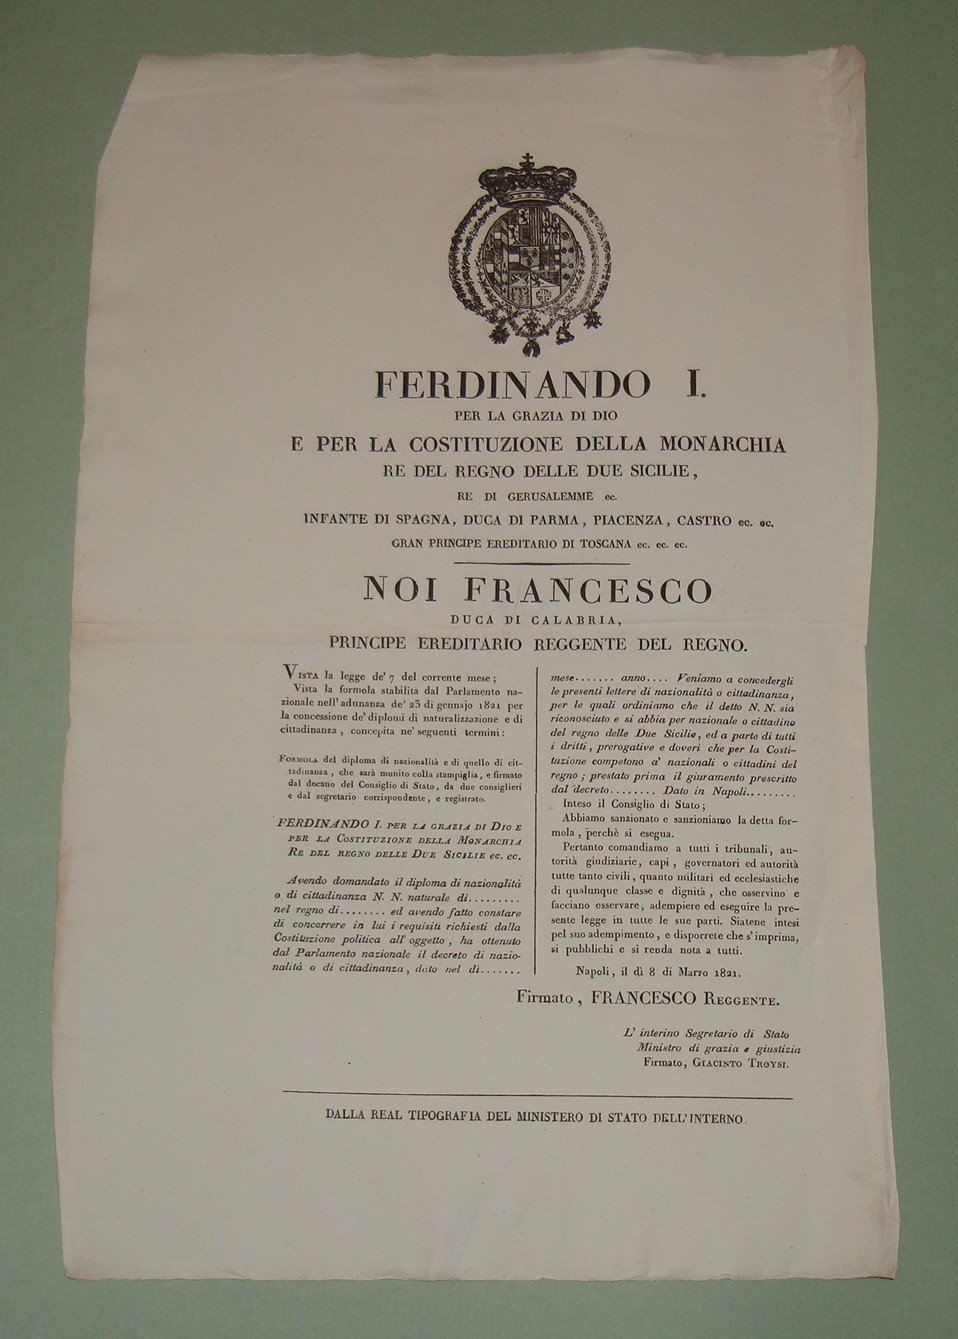 FERDINANDO I.
PER LA GRAZIA DI DIO
E PER LA COSTITUZIONE DELLA MONARCHIA
RE DEL REGNO DELLE DUE SICILIE,
RE DI GERUSALEMME ec.
INFANTE DI SPAGNA, DUCA DI PARMA, PIACENZA, CASTRO ec. ec.
GRAN PRINCIPE EREDITARIO DI TOSCANA ec. ec. ec.
NOI FRANCESCO
DUCA DI CALABRIA,
PRINCIPE EREDITARIO REGGENTE DEL REGNO.
VISTA la legge de' 7 del corrente mese;
Vista la formola stabilita dal Parlamento na-
zionale nell'adunanza de' 23 di gennajo 1821 per
la concessione de' diplomi di naturalizzazione e di
cittadinanza, concepita ne' seguenti termini:
FORMOLA del diploma di nazionalità e di quello di cit-
tadinanza, che sarà munito colla stampiglia, e firmato
dal decano del Consiglio di Stato, da due consiglieri
e dal segretario corrispondente, e registrato.
FERDINANDO I. PER LA GRAZIA DI DIO E
PER LA COSTITUZIONE DELLA MONARCHIA
RE DEL REGNO DELLE DUE SICILIE ec. ec.
Avendo domandato il diploma di nazionalità
o di cittadinanza N. N. naturale di.........
nel regno di........ ed avendo fatto constare
di concorrere in lui i requisiti richiesti dalla
Costituzione politica all'oggetto, ha ottenuto
dal Parlamento nazionale il decreto di nazio-
nalità o di cittadinanza, dato nel dì.......
mese....... anno.... Veniamo a concedergli
le presenti lettere di nazionalità o cittadinanza,
per le quali ordiniamo che il detto N. N. sia
riconosciuto e si abbia per nazionale o cittadino
del regno delle Due Sicilie, ed a parte di tutti
i dritti, prerogative e doveri che per la Costi-
tuzione competono a' nazionali o cittadini del
regno; prestato prima il giuramento prescritto
dal decreto........ Dato in Napoli.........
Inteso il Consiglio di Stato;
Abbiamo sanzionato e sanzioniamo la detta for-
mola, perchè si esegua.
Pertanto comandiamo a tutti i tribunali, au-
torità giudiziarie, capi, governatori ed autorità
tutte tanto civili, quanto militari ed ecclesiastiche
di qualunque classe e dignità, che osservino e
facciano osservare, adempiere ed eseguire la pre-
sente legge in tutte le sue parti. Siatene intesi
pel suo adempimento, e disporrete che s'imprima,
si pubblichi e si renda nota a tutti.
Napoli, il dì 8 di Marzo 1821.
Firmato, FRANCESCO REGGENTE.
L'interino Segretario di Stato
Ministro di grazia e giustizia
Firmato, GIACINTO TROYSI.
DALLA REAL TIPOGRAFIA DEL MINISTERO DI STATO DELL'INTERNO.